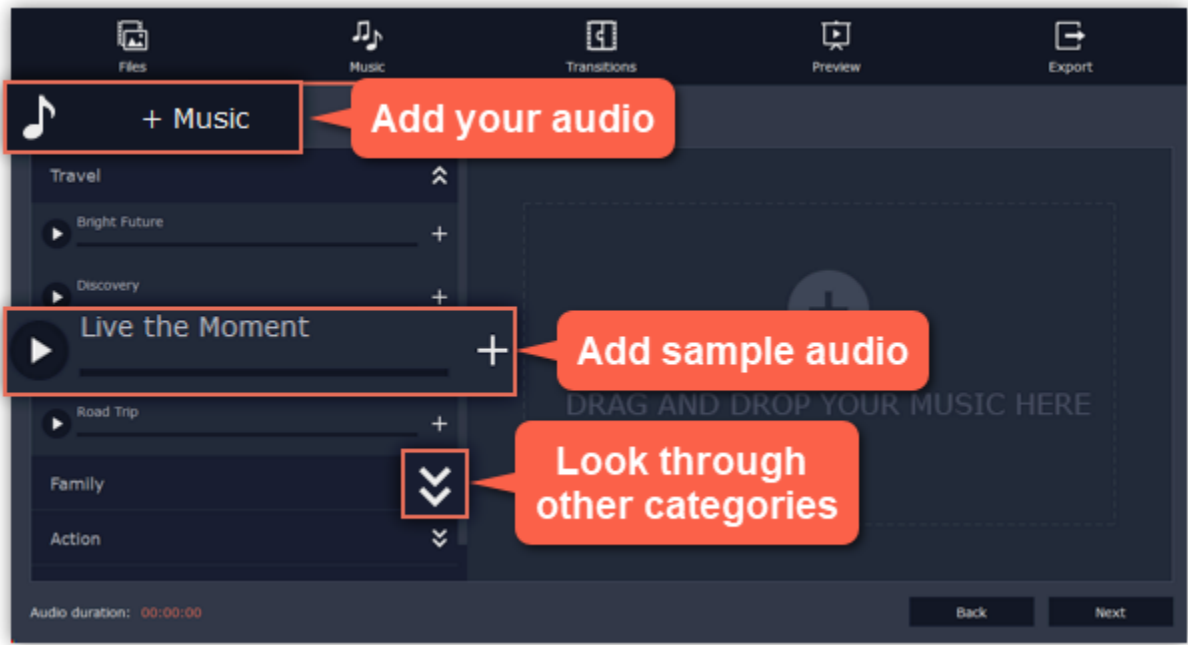 Files
Music
Transitions
Preview
Export
+ Music
Add your audio
Travel
Bright Future
Discovery
Live the Moment
Add sample audio
DRAG AND DROP YOUR MUSIC HERE
Road Trip
Look through
other categories
Family
Action
Audio duration: 00:00:00
Back
Next